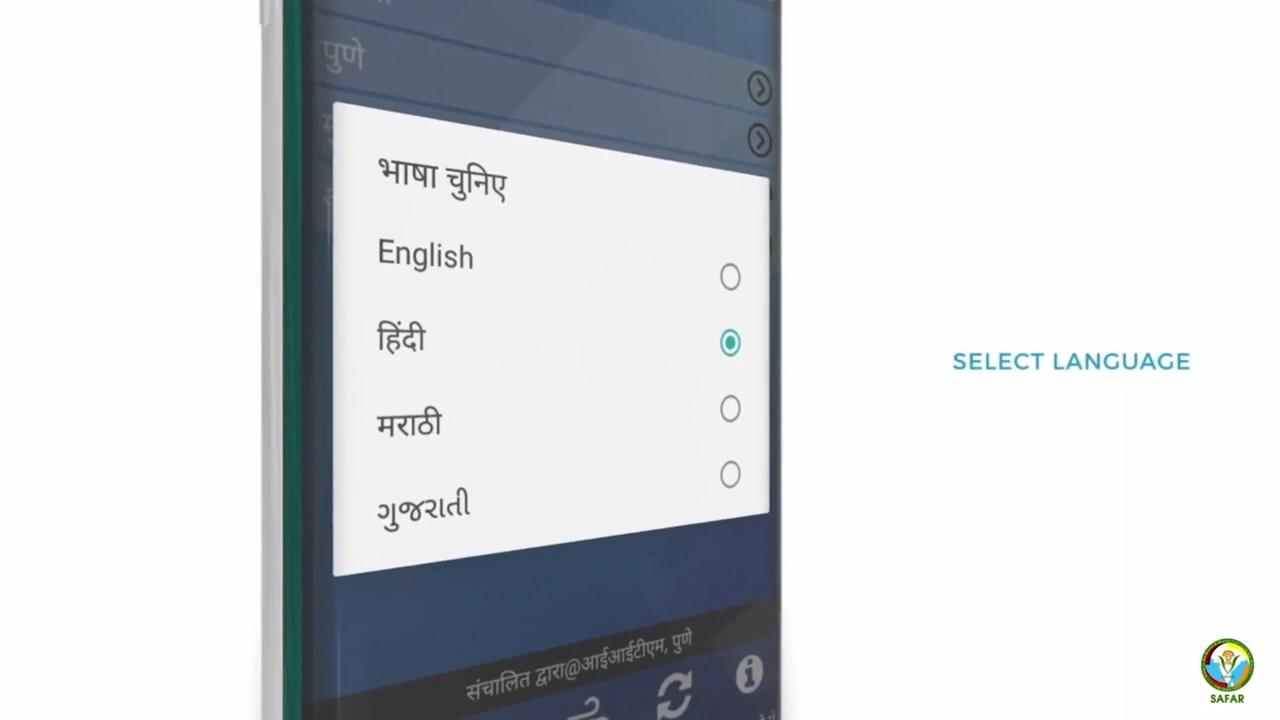 पुणे
भाषा चुनिए
English
हिंदी
मराठी
ગુજરાતી
SELECT LANGUAGE
संचालित द्वारा@आईआईटीएम, पुणे
SAFAR